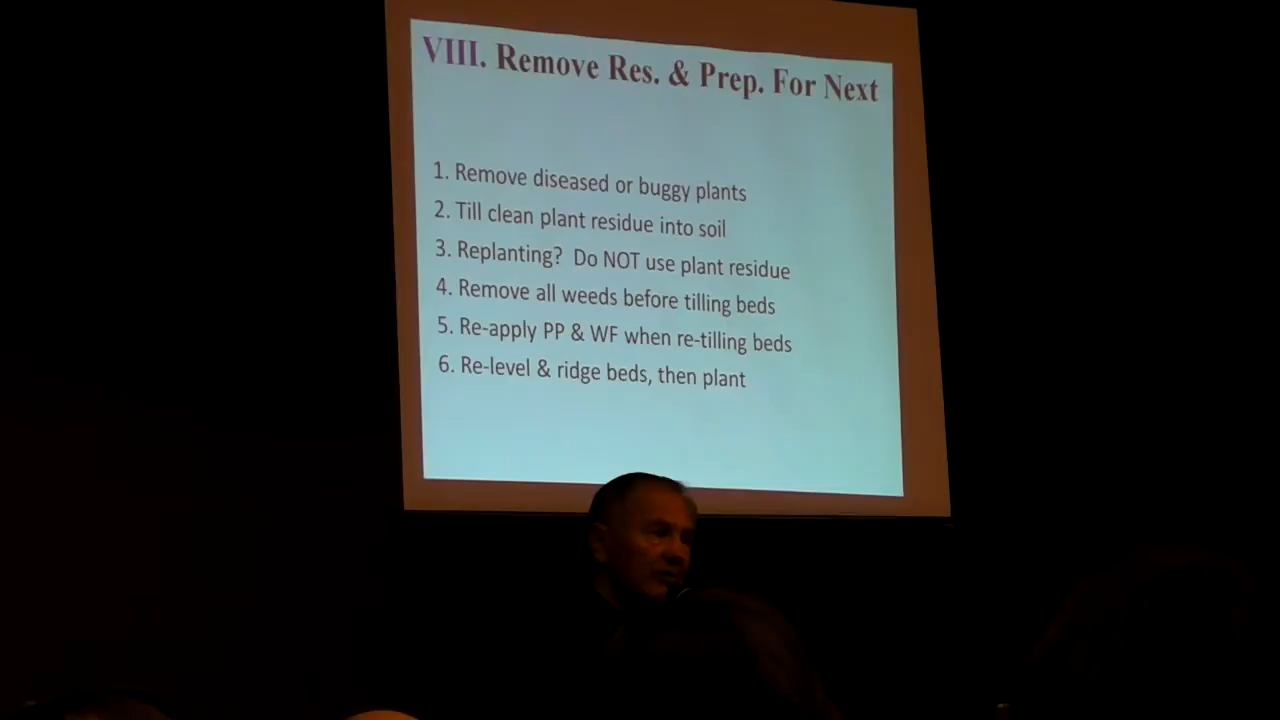 VIII. Remove Res. & Prep. For Next
1. Remove diseased or buggy plants
2. Till clean plant residue into soil
3. Replanting? Do NOT use plant residue
4. Remove all weeds before tilling beds
5. Re-apply PP & WF when re-tilling beds
6. Re-level & ridge beds, then plant